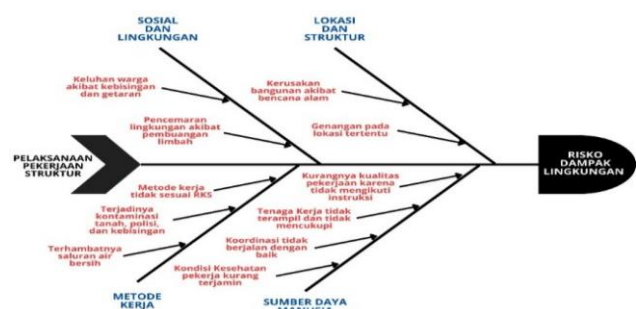 SOSIAL
DAN
LINGKUNGAN
LOKASI
DAN
STRUKTUR
Keluhan warga
akibat kebisingan
dan getaran
Kerusakan
bangunan akibat
bencana alam
Pencemaran
lingkungan akibat
pembuangan
limbah
Genangan pada
lokasi tertentu
PELAKSANAAN
PEKERJAAN
STRUKTUR
RISKO
DAMPAK
LINGKUNGAN
Metode kerja
tidak sesuai RKS
Terjadinya
kontaminasi
tanah, polisi,
dan kebisingan
Terhambatnya
saluran air
bersih
Kurangnya kualitas
pekerjaan karena
tidak mengikuti
instruksi
Tenaga Kerja tidak
terampil dan tidak
mencukupi
Koordinasi tidak
berjalan dengan
baik
Kondisi Kesehatan
pekerja kurang
terjamin
METODE
KERJA
SUMBER DAYA
MANUSIA